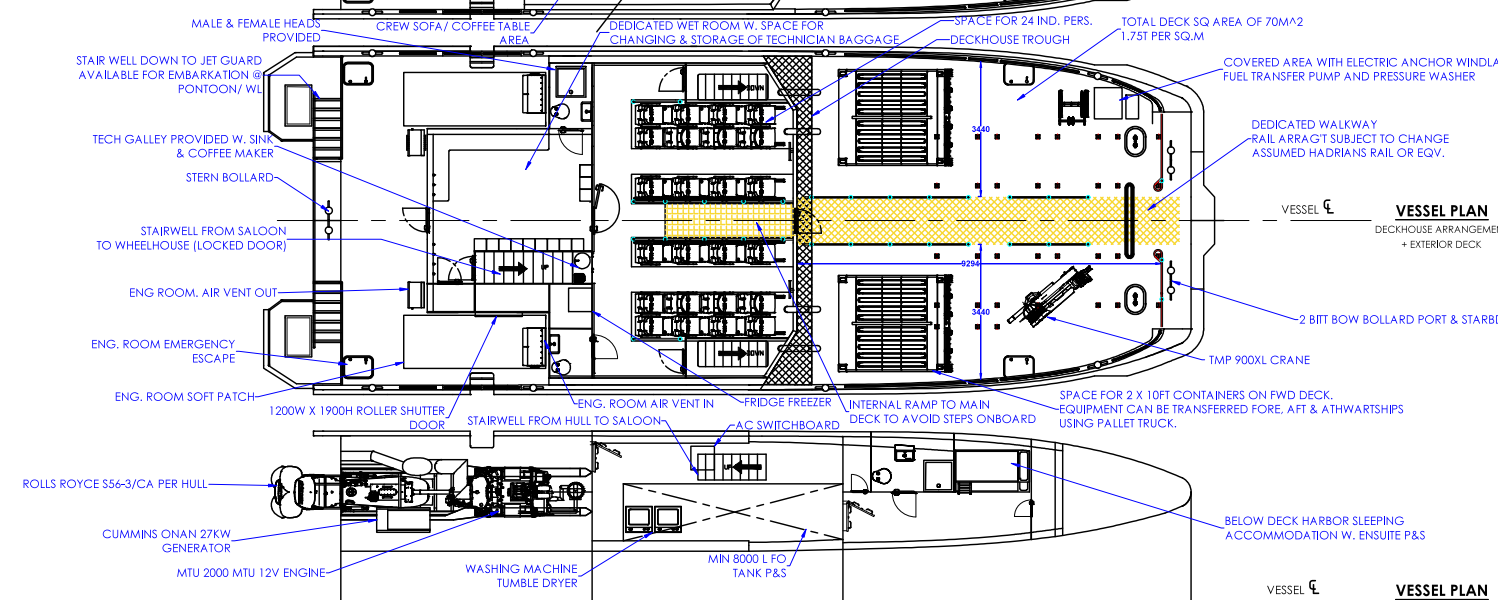 MALE & FEMALE HEADS
PROVIDED
CREW SOFA/ COFFEE TABLE
AREA
DEDICATED WET ROOM W. SPACE FOR
CHANGING & STORAGE OF TECHNICIAN BAGGAGE
SPACE FOR 24 IND. PERS.
DECKHOUSE TROUGH
TOTAL DECK SQ AREA OF 70M^2
1.75T PER SQ.M
STAIR WELL DOWN TO JET GUARD
AVAILABLE FOR EMBARKATION @
PONTOON/ WL
COVERED AREA WITH ELECTRIC ANCHOR
FUEL TRANSFER PUMP AND PRESSURE WASHER
DOWN
TECH GALLEY PROVIDED W. SINK
& COFFEE MAKER
3440
DEDICATED WALKWAY
RAIL ARRAG'T SUBJECT TO CHANGE
ASSUMED HADRIANS RAIL OR EQV.
STERN BOLLARD
VESSEL ℄
VESSEL PLAN
DECKHOUSE
+ EXTERIOR DECK
STAIRWELL FROM SALOON
TO WHEELHOUSE (LOCKED DOOR)
UP
9294
ENG ROOM. AIR VENT OUT
3440
2 BITT BOW BOLLARD PORT &
ENG. ROOM EMERGENCY
ESCAPE
DOWN
TMP 900XL CRANE
ENG. ROOM SOFT PATCH
1200W X 1900H ROLLER SHUTTER
DOOR
ENG. ROOM AIR VENT IN
FRIDGE FREEZER
INTERNAL RAMP TO MAIN
DECK TO AVOID STEPS ONBOARD
SPACE FOR 2 X 10FT CONTAINERS ON FWD DECK.
EQUIPMENT CAN BE TRANSFERRED FORE, AFT & ATHWARTSHIPS
USING PALLET TRUCK.
STAIRWELL FROM HULL TO SALOON
AC SWITCHBOARD
UP
ROLLS ROYCE S56-3/CA PER HULL
CUMMINS ONAN 27KW
GENERATOR
BELOW DECK HARBOR SLEEPING
ACCOMMODATION W. ENSUITE P&S
MTU 2000 MTU 12V ENGINE
WASHING MACHINE
TUMBLE DRYER
MIN 8000 L FO
TANK P&S
VESSEL ℄
VESSEL PLAN